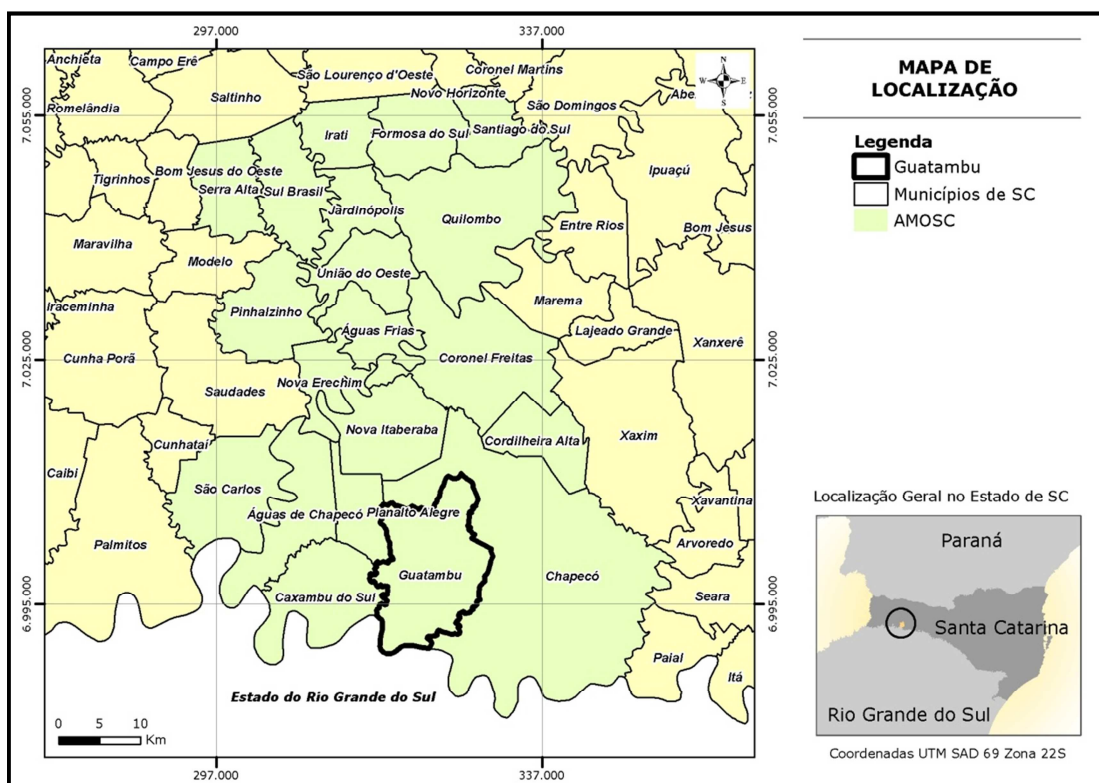 297.000
337.000
Anchieta
Campo Erê
São Lourenço d'Oeste
Coronel Martins
N
W
E
S
Romelândia
Saltinho
Novo Horizonte
São Domingos
7.055.000
7.055.000
Irati
Formosa do Sul
Santiago do Sul
Tigrinhos
Bom Jesus do Oeste
Serra Alta
Sul Brasil
Ipuaçú
Jardinópolis
Quilombo
Entre Rios
Bom Jesus
Maravilha
Modelo
União do Oeste
Iraceminha
Pinhalzinho
Marema
Águas Frias
Lajeado Grande
Xanxerê
Cunha Porã
Coronel Freitas
7.025.000
7.025.000
Saudades
Nova Erechim
Nova Itaberaba
Cordilheira Alta
Xaxim
Cunhataí
Caibi
São Carlos
Xavantina
Águas de Chapecó
Planalto Alegre
Palmitos
Arvoredo
Guatambu
Chapecó
Caxambu do Sul
Seara
6.995.000
6.995.000
Paial
Itá
Estado do Rio Grande do Sul
0 5 10
Km
297.000
337.000
MAPA DE
LOCALIZAÇÃO
Legenda
Guatambu
Municípios de SC
AMOSC
Localização Geral no Estado de SC
Paraná
Santa Catarina
Rio Grande do Sul
Coordenadas UTM SAD 69 Zona 22S